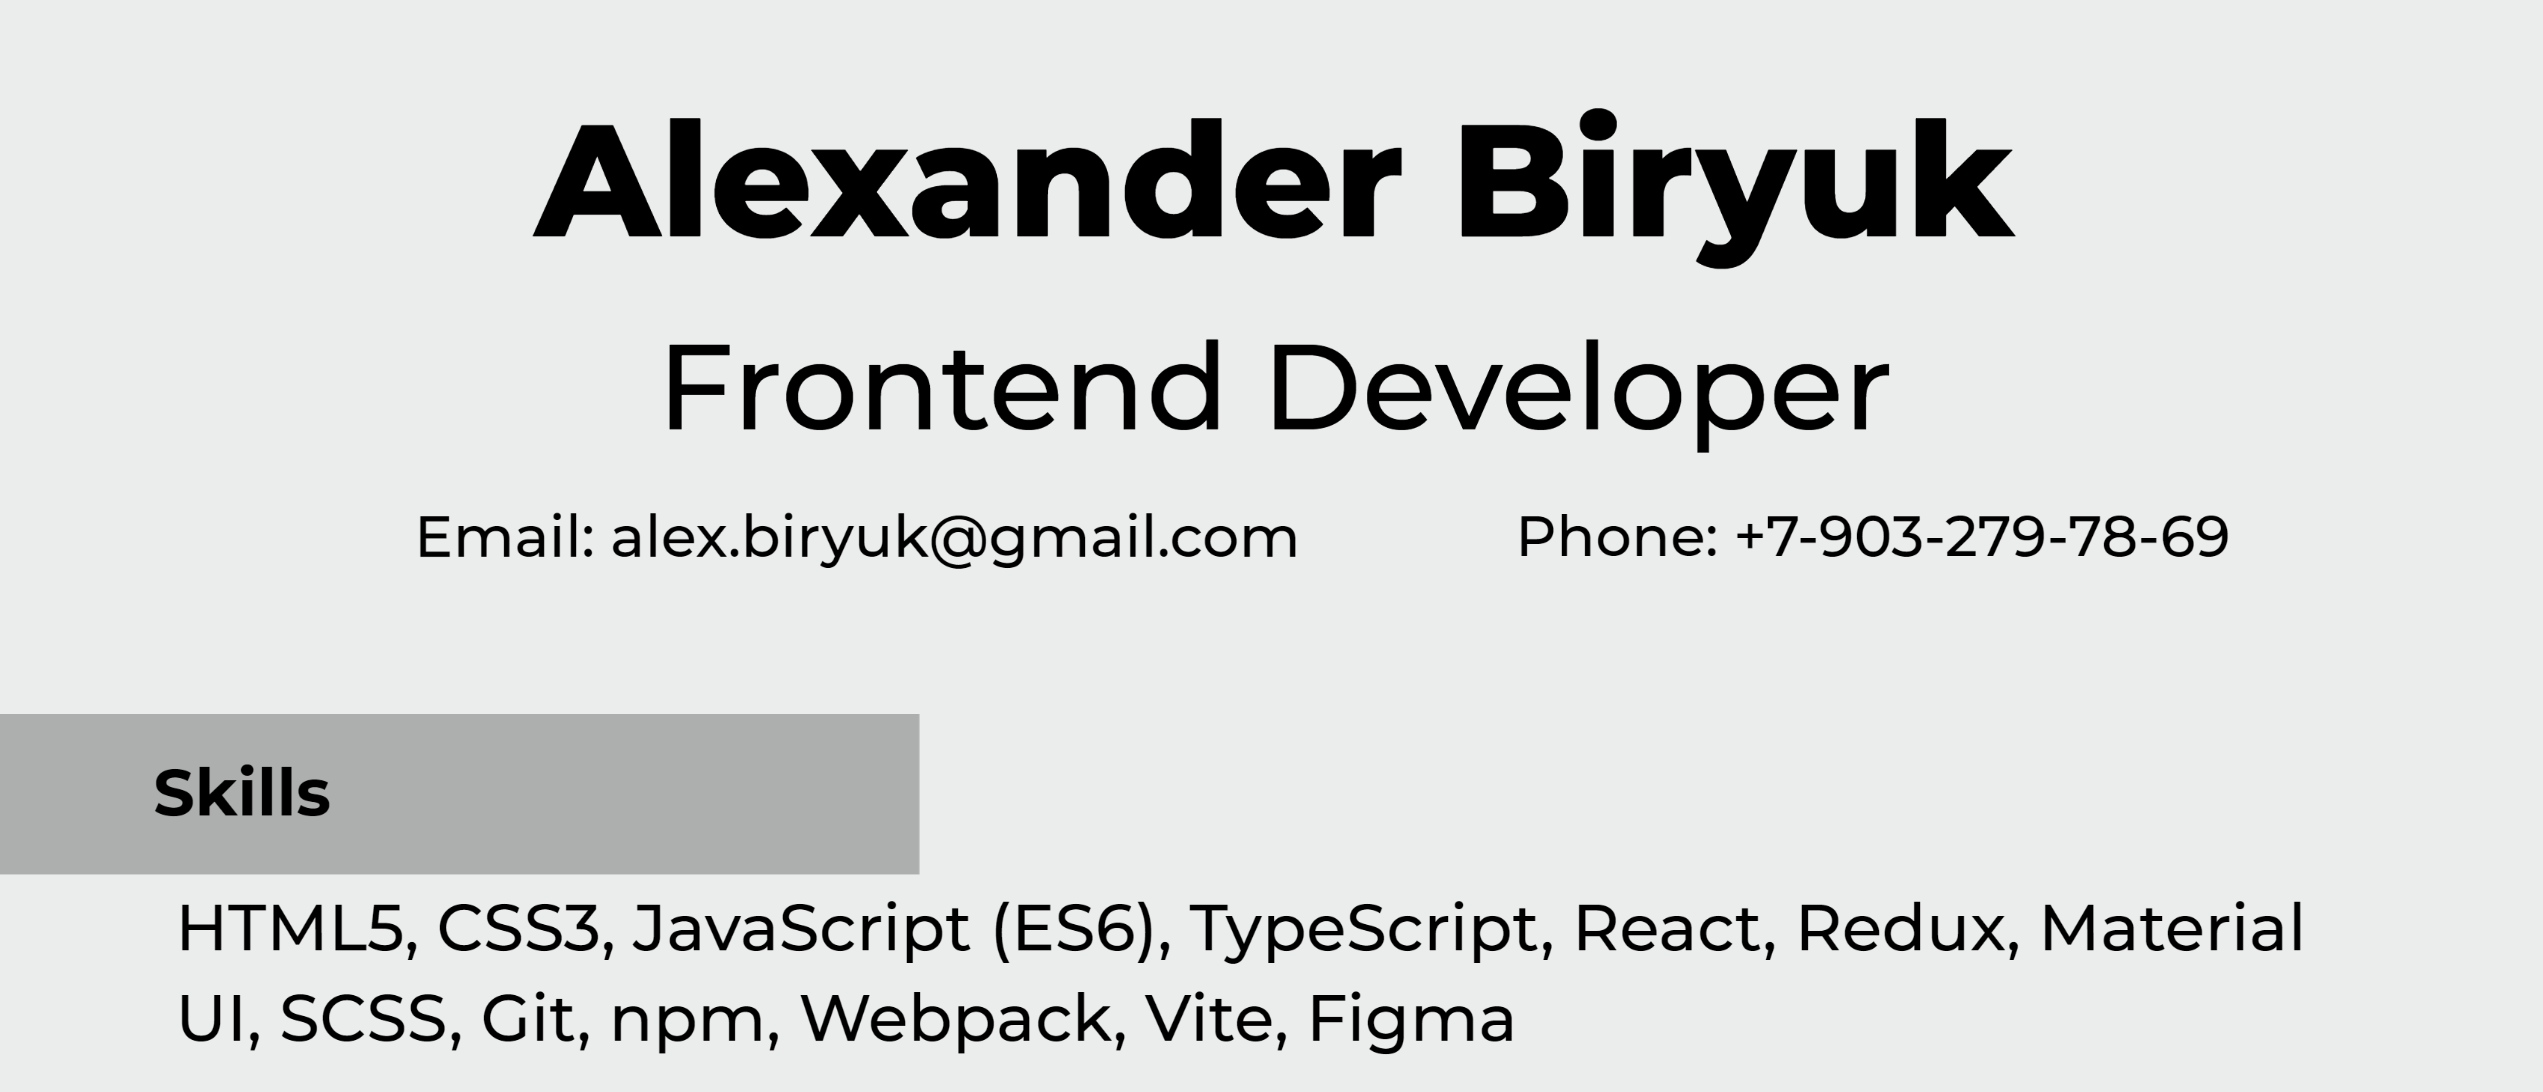 Alexander Biryuk
Frontend Developer
Email: alex.biryuk@gmail.com Phone: +7-903-279-78-69
Skills
HTML5, CSS3, JavaScript (ES6), TypeScript, React, Redux, Material
UI, SCSS, Git, npm, Webpack, Vite, Figma